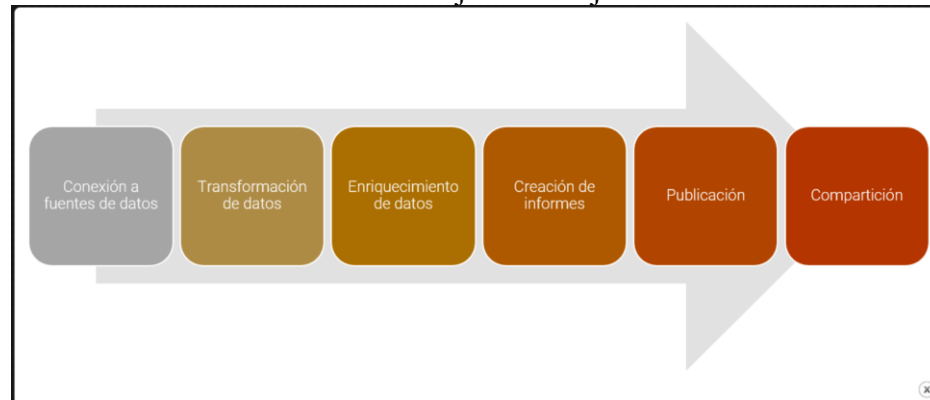 Conexión a
fuentes de datos
Transformación
de datos
Enriquecimiento
de datos
Creación de
informes
Publicación
Compartición